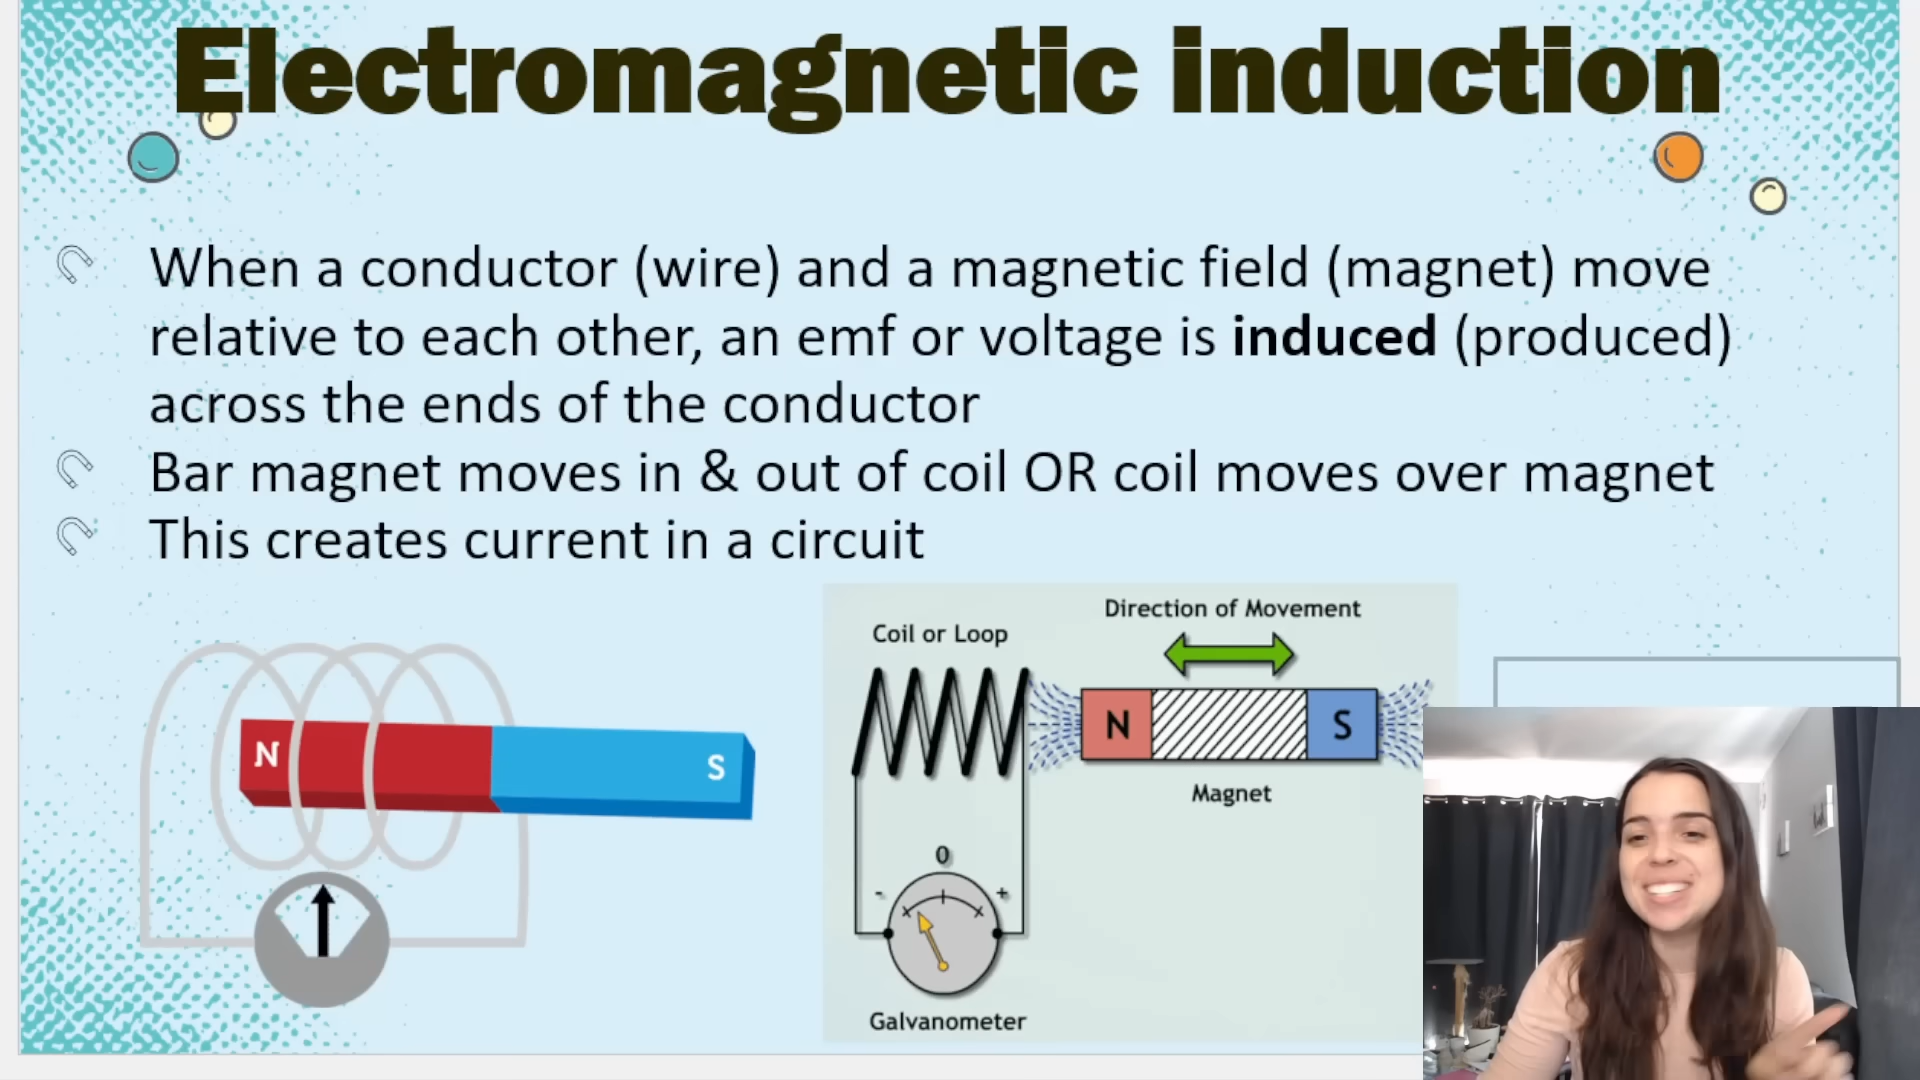 Electromagnetic induction
When a conductor (wire) and a magnetic field (magnet) move
relative to each other, an emf or voltage is induced (produced)
across the ends of the conductor
Bar magnet moves in & out of coil OR coil moves over magnet
This creates current in a circuit
N
S
Direction of Movement
Coil or Loop
N
S
Magnet
0
-
+
Galvanometer